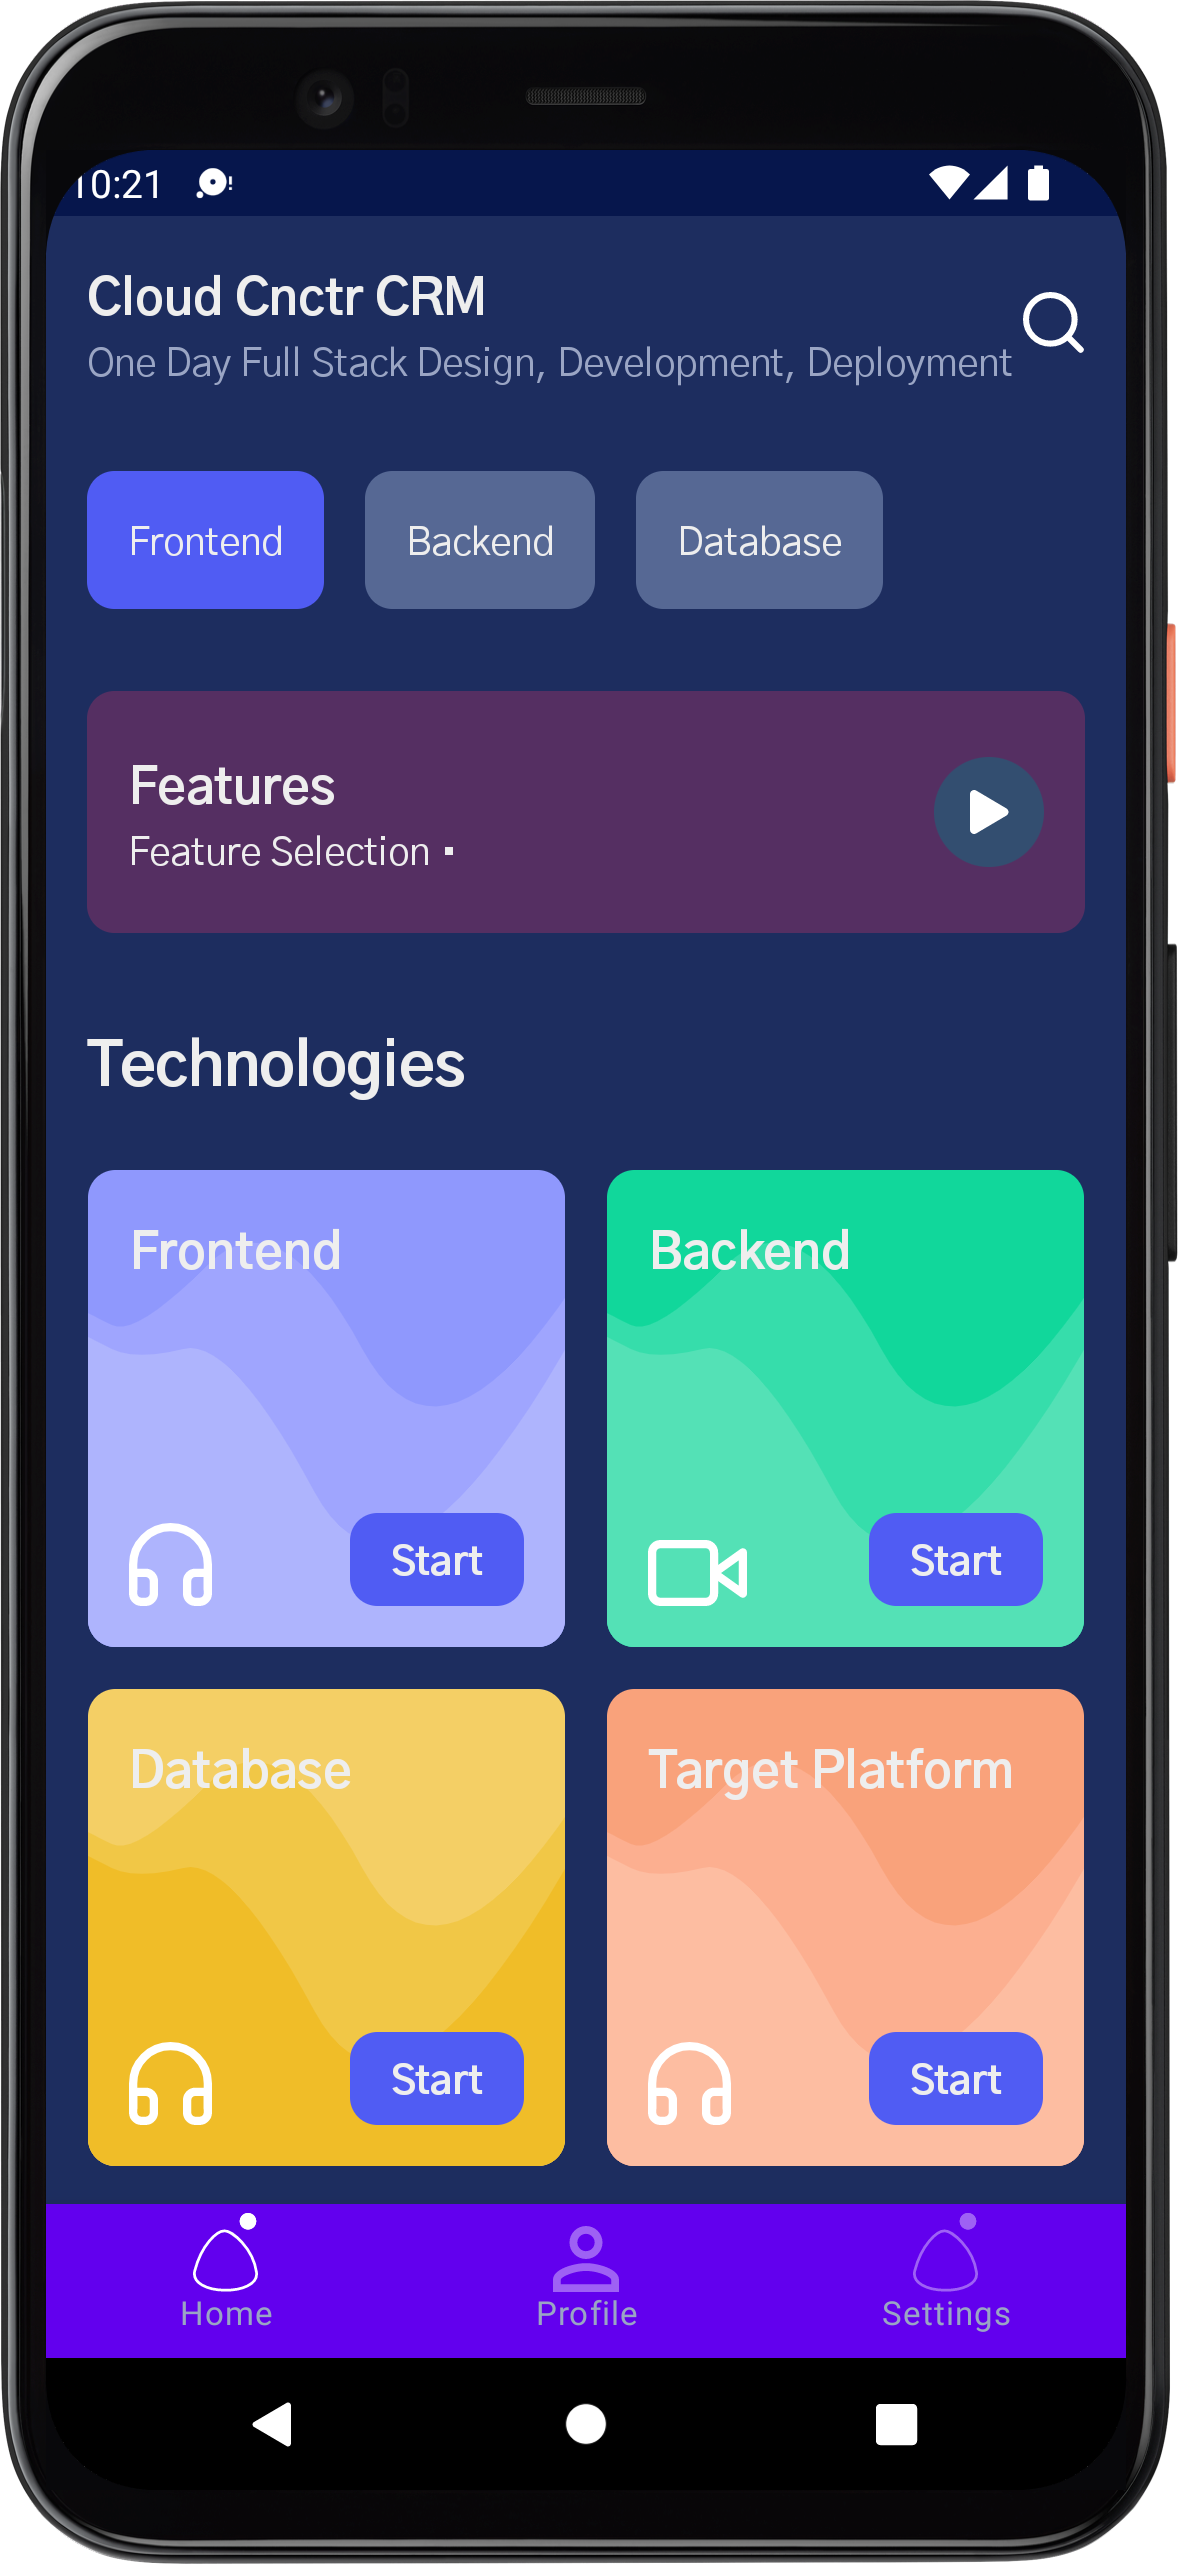 10:21
Cloud Cnctr CRM
One Day Full Stack Design, Development, Deployment
Frontend
Backend
Database
Features
Feature Selection ▪
Technologies
Frontend
Backend
Start
Start
Database
Target Platform
Start
Start
Home
Profile
Settings